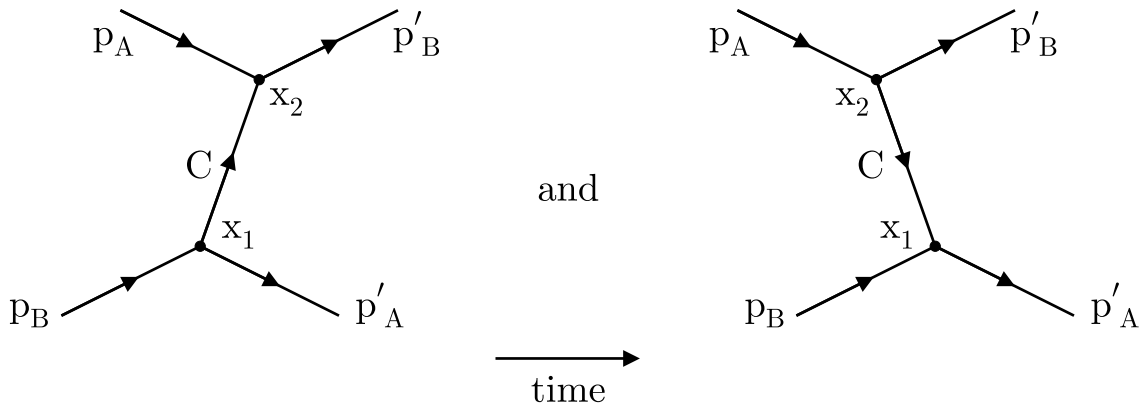 p_A p'_B p_A p'_B
x_2 x_2
C and C
x_1 x_1
p_B p'_A p_B p'_A
time